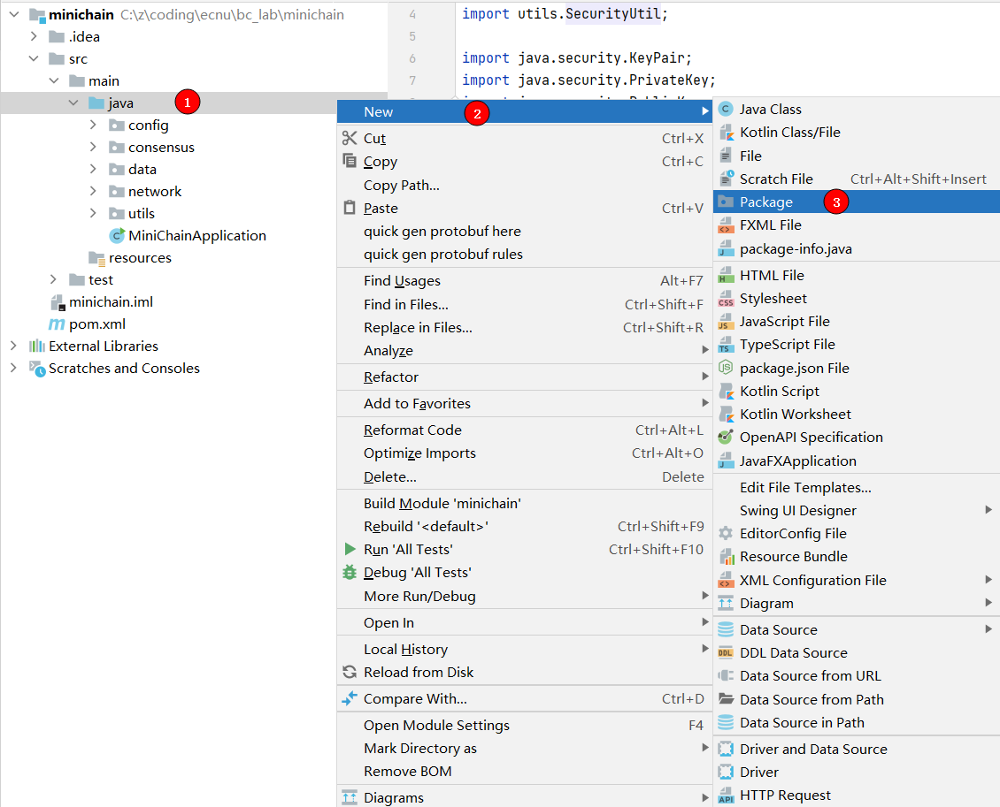 minichain C:\z\coding\ecnu\bc_lab\minichain
.idea
src
main
java
1
config
consensus
data
network
utils
MiniChainApplication
resources
test
minichain.iml
pom.xml
External Libraries
Scratches and Consoles
4 import utils.SecurityUtil;
5
6 import java.security.KeyPair;
7 import java.security.PrivateKey;
New
2
Cut Ctrl+X
Copy Ctrl+C
Copy Path...
Paste Ctrl+V
quick gen protobuf here
quick gen protobuf rules
Find Usages Alt+F7
Find in Files... Ctrl+Shift+F
Replace in Files... Ctrl+Shift+R
Analyze
Refactor
Add to Favorites
Reformat Code Ctrl+Alt+L
Optimize Imports Ctrl+Alt+O
Delete... Delete
Build Module 'minichain'
Rebuild '<default>' Ctrl+Shift+F9
Run 'All Tests' Ctrl+Shift+F10
Debug 'All Tests'
More Run/Debug
Open In
Local History
Reload from Disk
Compare With... Ctrl+D
Open Module Settings F4
Mark Directory as
Remove BOM
Diagrams
Java Class
Kotlin Class/File
File
Scratch File Ctrl+Alt+Shift+Insert
Package
3
FXML File
package-info.java
HTML File
Stylesheet
JavaScript File
TypeScript File
package.json File
Kotlin Script
Kotlin Worksheet
OpenAPI Specification
JavaFXApplication
Edit File Templates...
Swing UI Designer
EditorConfig File
Resource Bundle
XML Configuration File
Diagram
Data Source
DDL Data Source
Data Source from URL
Data Source from Path
Data Source in Path
Driver and Data Source
Driver
HTTP Request